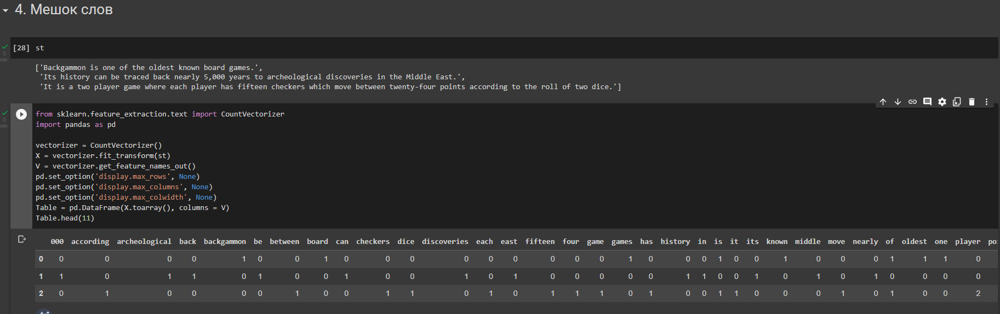 4. Мешок слов
[28] st
0
сек.
['Backgammon is one of the oldest known board games.',
'Its history can be traced back nearly 5,000 years to archeological discoveries in the Middle East.',
'It is a two player game where each player has fifteen checkers which move between twenty-four points according to the roll of two dice.']
0
сек.
from sklearn.feature_extraction.text import CountVectorizer
import pandas as pd
vectorizer = CountVectorizer()
X = vectorizer.fit_transform(st)
V = vectorizer.get_feature_names_out()
pd.set_option('display.max_rows', None)
pd.set_option('display.max_columns', None)
pd.set_option('display.max_colwidth', None)
Table = pd.DataFrame(X.toarray(), columns = V)
Table.head(11)
000 according archeological back backgammon be between board can checkers dice discoveries each east fifteen four game games has history in is it its known middle move nearly of oldest one player po
0 0 0 0 0 1 0 0 1 0 0 0 0 0 0 0 0 0 1 0 0 0 1 0 0 1 0 0 0 1 1 1 0
1 1 0 1 1 0 1 0 0 1 0 0 1 0 1 0 0 0 0 0 1 1 0 0 1 0 1 0 1 0 0 0 0
2 0 1 0 0 0 0 1 0 0 1 1 0 1 0 1 1 1 0 1 0 0 1 1 0 0 0 1 0 1 0 0 2